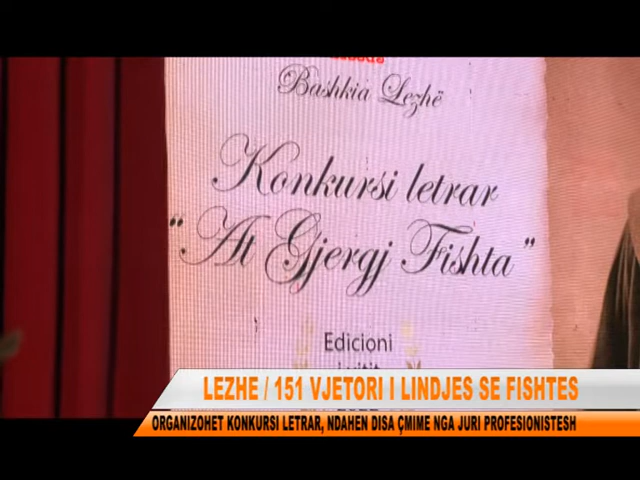 Bashkia Lezhë
Konkursi letrar
"At Gjergj Fishta"
Edicioni
LEZHE / 151 VJETORI I LINDJES SE FISHTES
ORGANIZOHET KONKURSI LETRAR, NDAHEN DISA ÇMIME NGA JURI PROFESIONISTESH